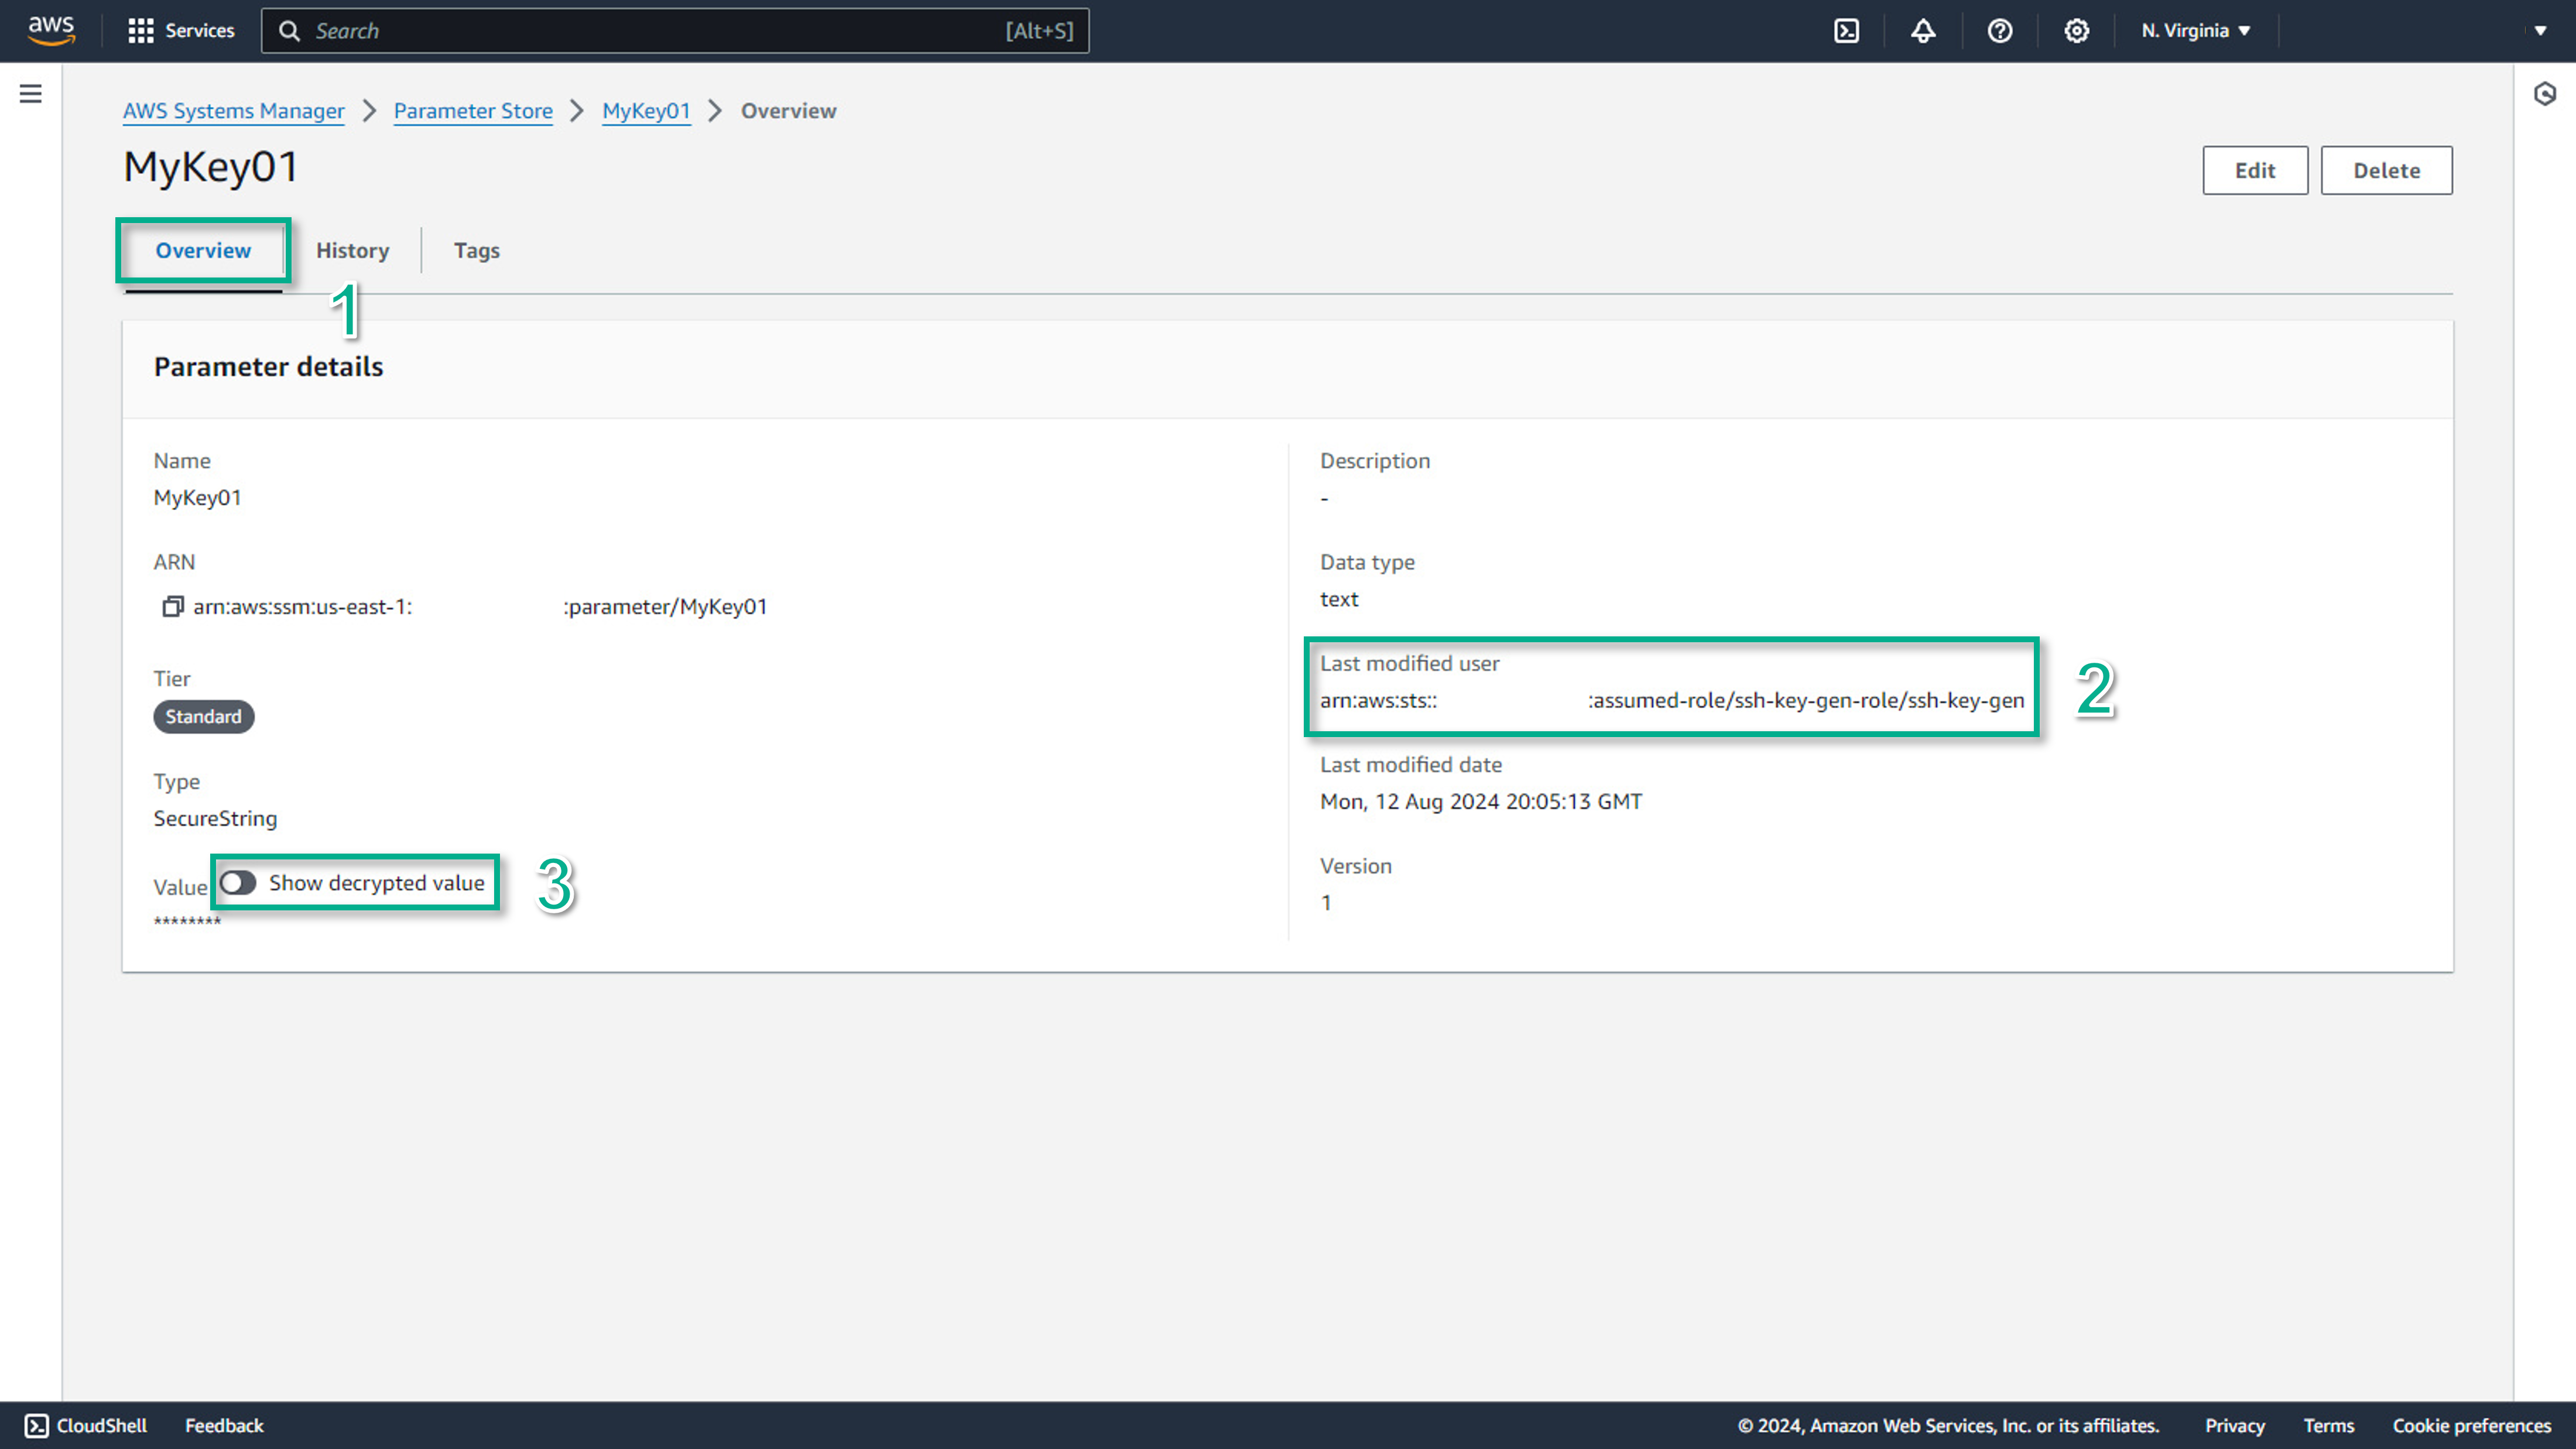 aws Services Search [Alt+S] N. Virginia
AWS Systems Manager > Parameter Store > MyKey01 > Overview
MyKey01
Edit Delete
Overview History Tags
1
Parameter details
Name
MyKey01
ARN
arn:aws:ssm:us-east-1: :parameter/MyKey01
Tier
Standard
Type
SecureString
Value Show decrypted value 3
********
Description
-
Data type
text
Last modified user
arn:aws:sts:: :assumed-role/ssh-key-gen-role/ssh-key-gen 2
Last modified date
Mon, 12 Aug 2024 20:05:13 GMT
Version
1
CloudShell Feedback © 2024, Amazon Web Services, Inc. or its affiliates. Privacy Terms Cookie preferences